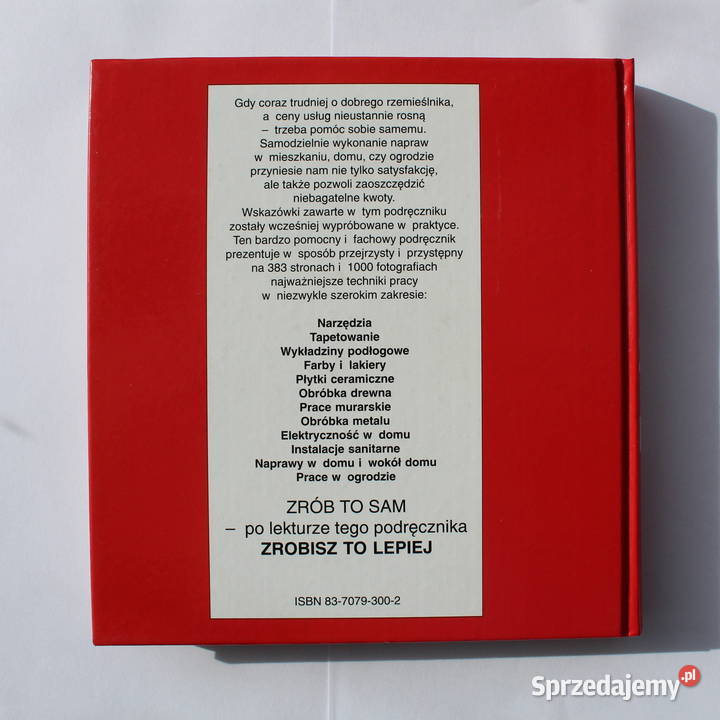 Gdy coraz trudniej o dobrego rzemieślnika,
a ceny usług nieustannie rosną
– trzeba pomóc sobie samemu.
Samodzielnie wykonanie napraw
w mieszkaniu, domu, czy ogrodzie
przyniesie nam nie tylko satysfakcję,
ale także pozwoli zaoszczędzić
niebagatelne kwoty.
Wskazówki zawarte w tym podręczniku
zostały wcześniej wypróbowane w praktyce.
Ten bardzo pomocny i fachowy podręcznik
prezentuje w sposób przejrzysty i przystępny
na 383 stronach i 1000 fotografiach
najważniejsze techniki pracy
w niezwykle szerokim zakresie:
Narzędzia
Tapetowanie
Wykładziny podłogowe
Farby i lakiery
Płytki ceramiczne
Obróbka drewna
Prace murarskie
Obróbka metalu
Elektryczność w domu
Instalacje sanitarne
Naprawy w domu i wokół domu
Prace w ogrodzie
ZRÓB TO SAM
– po lekturze tego podręcznika
ZROBISZ TO LEPIEJ
ISBN 83-7079-300-2
Sprzedajemy.pl